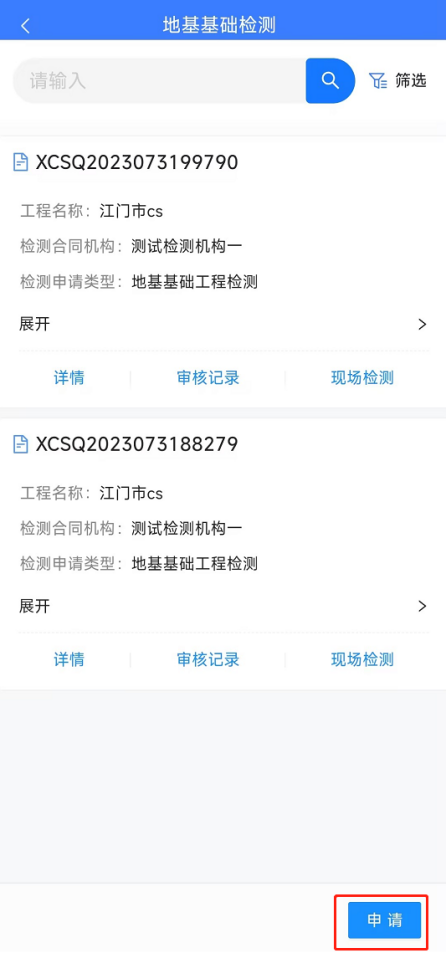 地基基础检测
请输入 筛选
XCSQ2023073199790
工程名称：江门市cs
检测合同机构：测试检测机构一
检测申请类型：地基基础工程检测
展开
详情 审核记录 现场检测
XCSQ2023073188279
工程名称：江门市cs
检测合同机构：测试检测机构一
检测申请类型：地基基础工程检测
展开
详情 审核记录 现场检测
申请